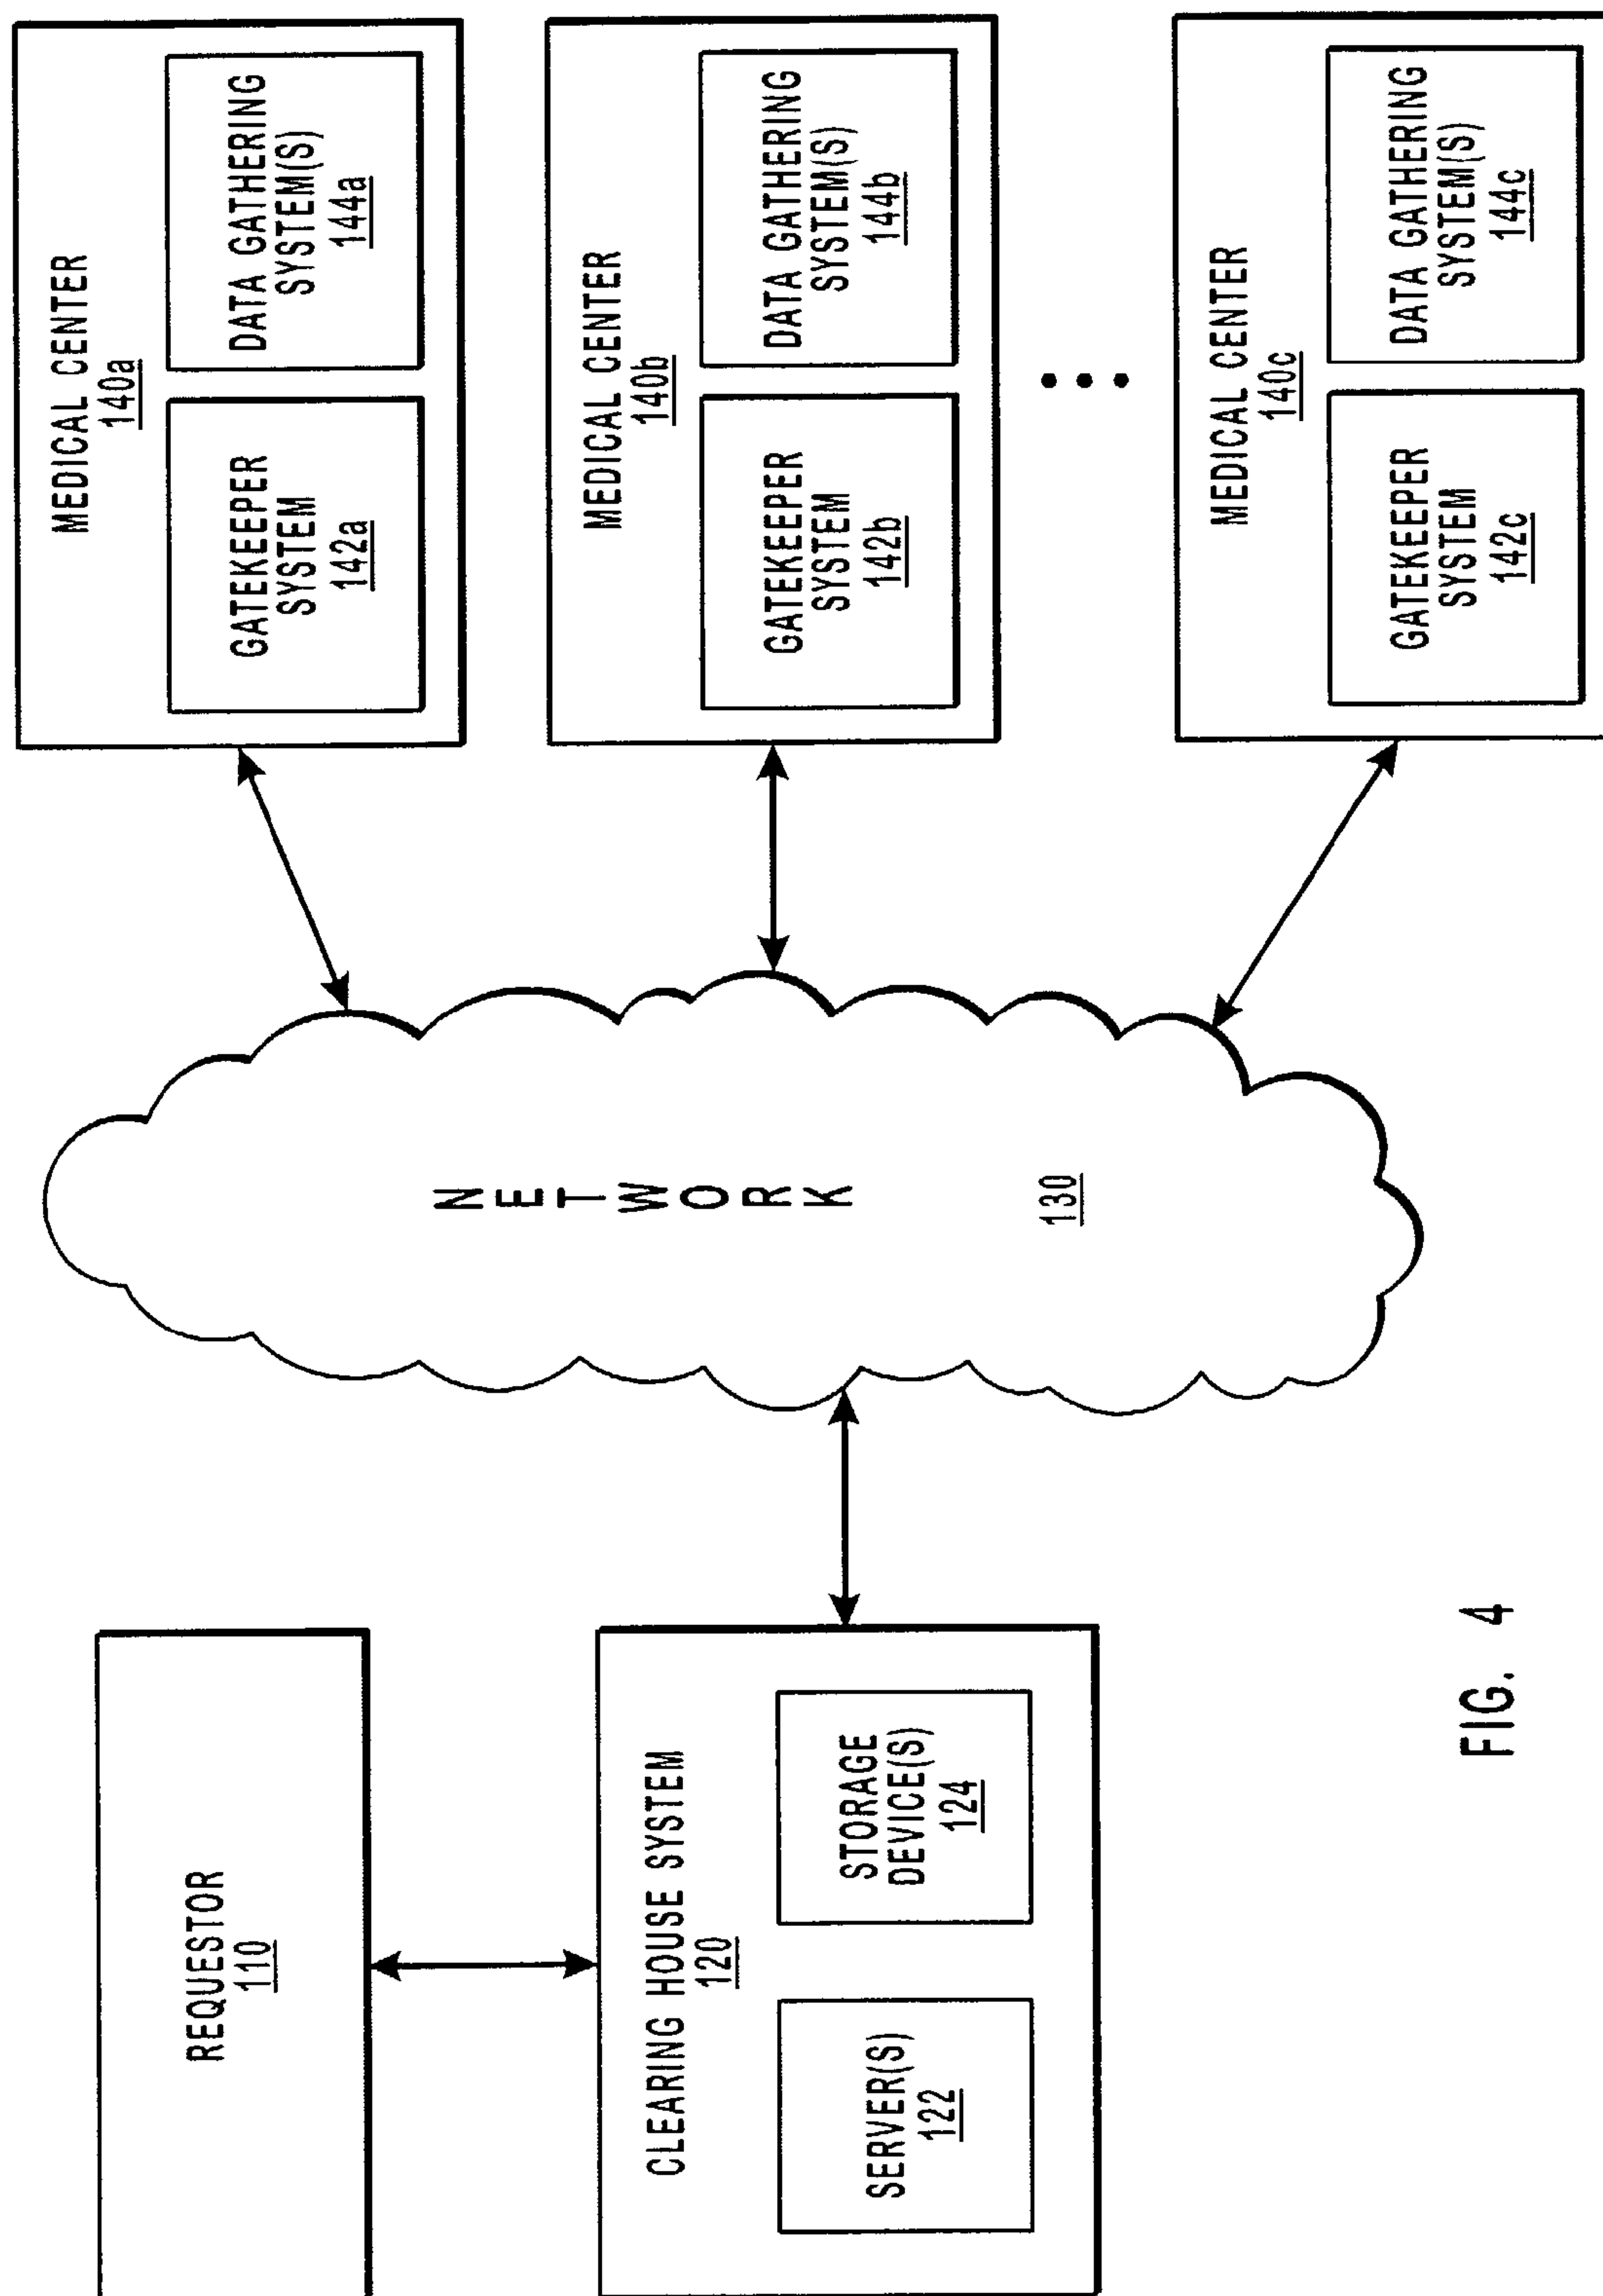 REQUESTOR
110
CLEARING HOUSE SYSTEM
120
SERVER(S)
122
STORAGE
DEVICE(S)
124
NETWORK
130
MEDICAL CENTER
140a
GATEKEEPER
SYSTEM
142a
DATA GATHERING
SYSTEM(S)
144a
MEDICAL CENTER
140b
GATEKEEPER
SYSTEM
142b
DATA GATHERING
SYSTEM(S)
144b
MEDICAL CENTER
140c
GATEKEEPER
SYSTEM
142c
DATA GATHERING
SYSTEM(S)
144c
FIG. 4